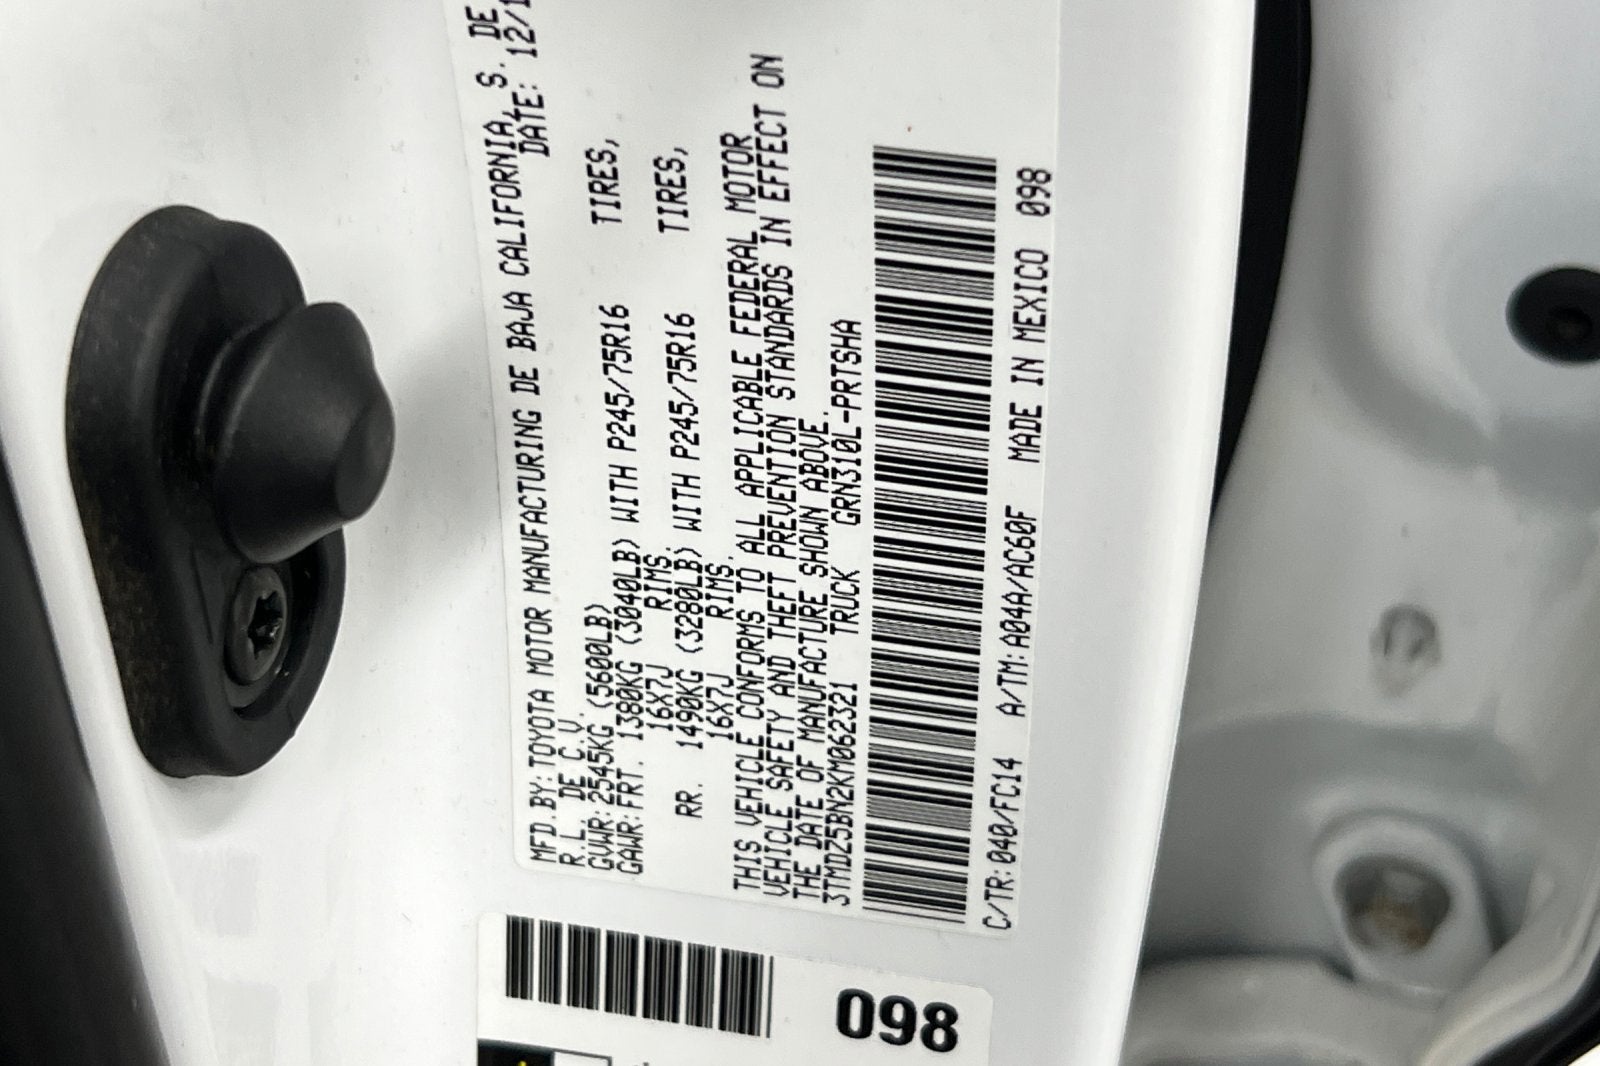 MFD.BY:TOYOTA MOTOR MANUFACTURING DE BAJA CALIFORNIA, S. DE
R.L. DE C.V. DATE: 12/1
GVWR:2545KG (5600LB)
GAWR:FRT. 1380KG (3040LB) WITH P245/75R16 TIRES,
16X7J RIMS.
RR. 1490KG (3280LB) WITH P245/75R16 TIRES,
16X7J RIMS.
THIS VEHICLE CONFORMS TO ALL APPLICABLE FEDERAL MOTOR
VEHICLE SAFETY AND THEFT PREVENTION STANDARDS IN EFFECT ON
THE DATE OF MANUFACTURE SHOWN ABOVE.
3TMDZ5BN2KM062321 TRUCK GRN310L-PRTSHA
C/TR:040/FC14 A/TM:A04A/AC60F MADE IN MEXICO 098
098